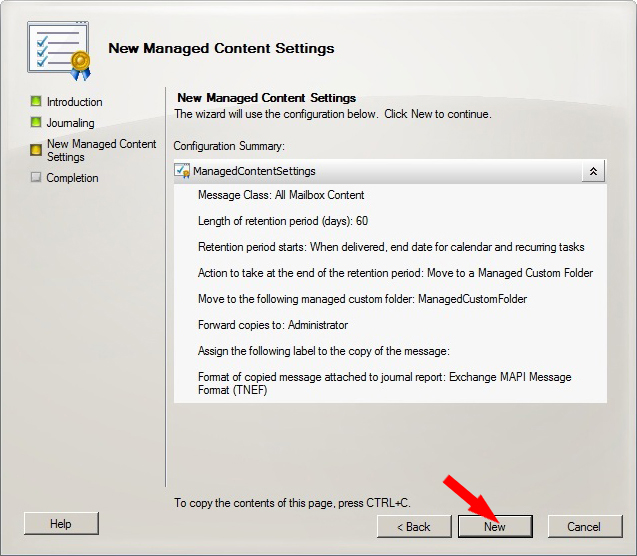 New Managed Content Settings
Introduction
Journaling
New Managed Content
Settings
Completion
New Managed Content Settings
The wizard will use the configuration below. Click New to continue.
Configuration Summary:
ManagedContentSettings
Message Class: All Mailbox Content
Length of retention period (days): 60
Retention period starts: When delivered, end date for calendar and recurring tasks
Action to take at the end of the retention period: Move to a Managed Custom Folder
Move to the following managed custom folder: ManagedCustomFolder
Forward copies to: Administrator
Assign the following label to the copy of the message:
Format of copied message attached to journal report: Exchange MAPI Message
Format (TNEF)
To copy the contents of this page, press CTRL+C.
Help
< Back
New
Cancel